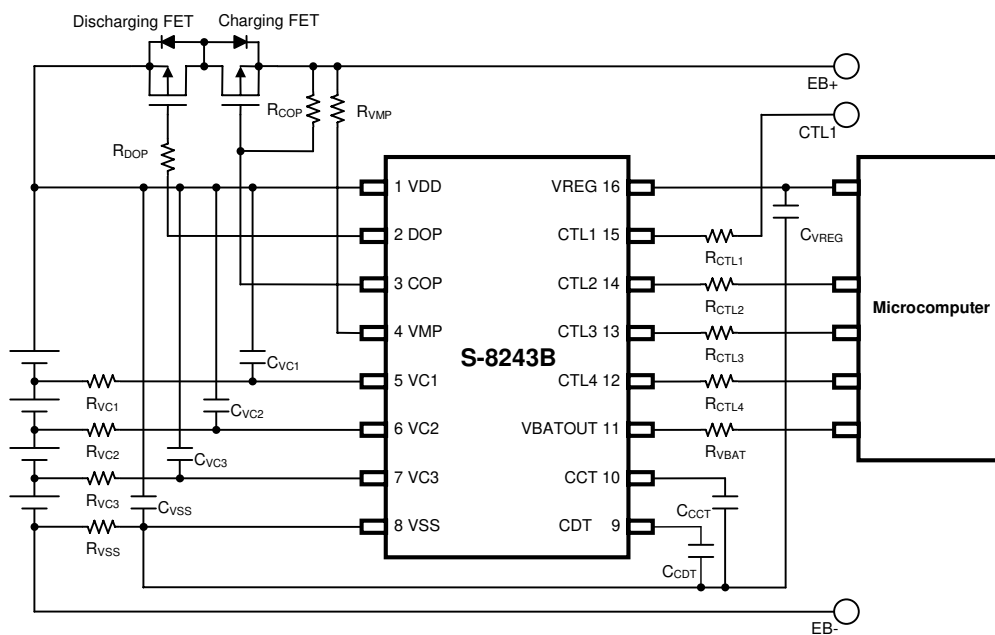 Discharging FET
Charging FET
EB+
RCOP
RVMP
CTL1
RDOP
1 VDD
VREG 16
2 DOP
CTL1 15
CVREG
RCTL1
3 COP
CTL2 14
Microcomputer
RCTL2
4 VMP
CTL3 13
S-8243B
CVC1
RCTL3
5 VC1
CTL4 12
RVC1
CVC2
RCTL4
6 VC2
VBATOUT 11
RVC2
CVC3
RVBAT
7 VC3
CCT 10
RVC3
CVSS
CCCT
8 VSS
CDT 9
RVSS
CCDT
EB-